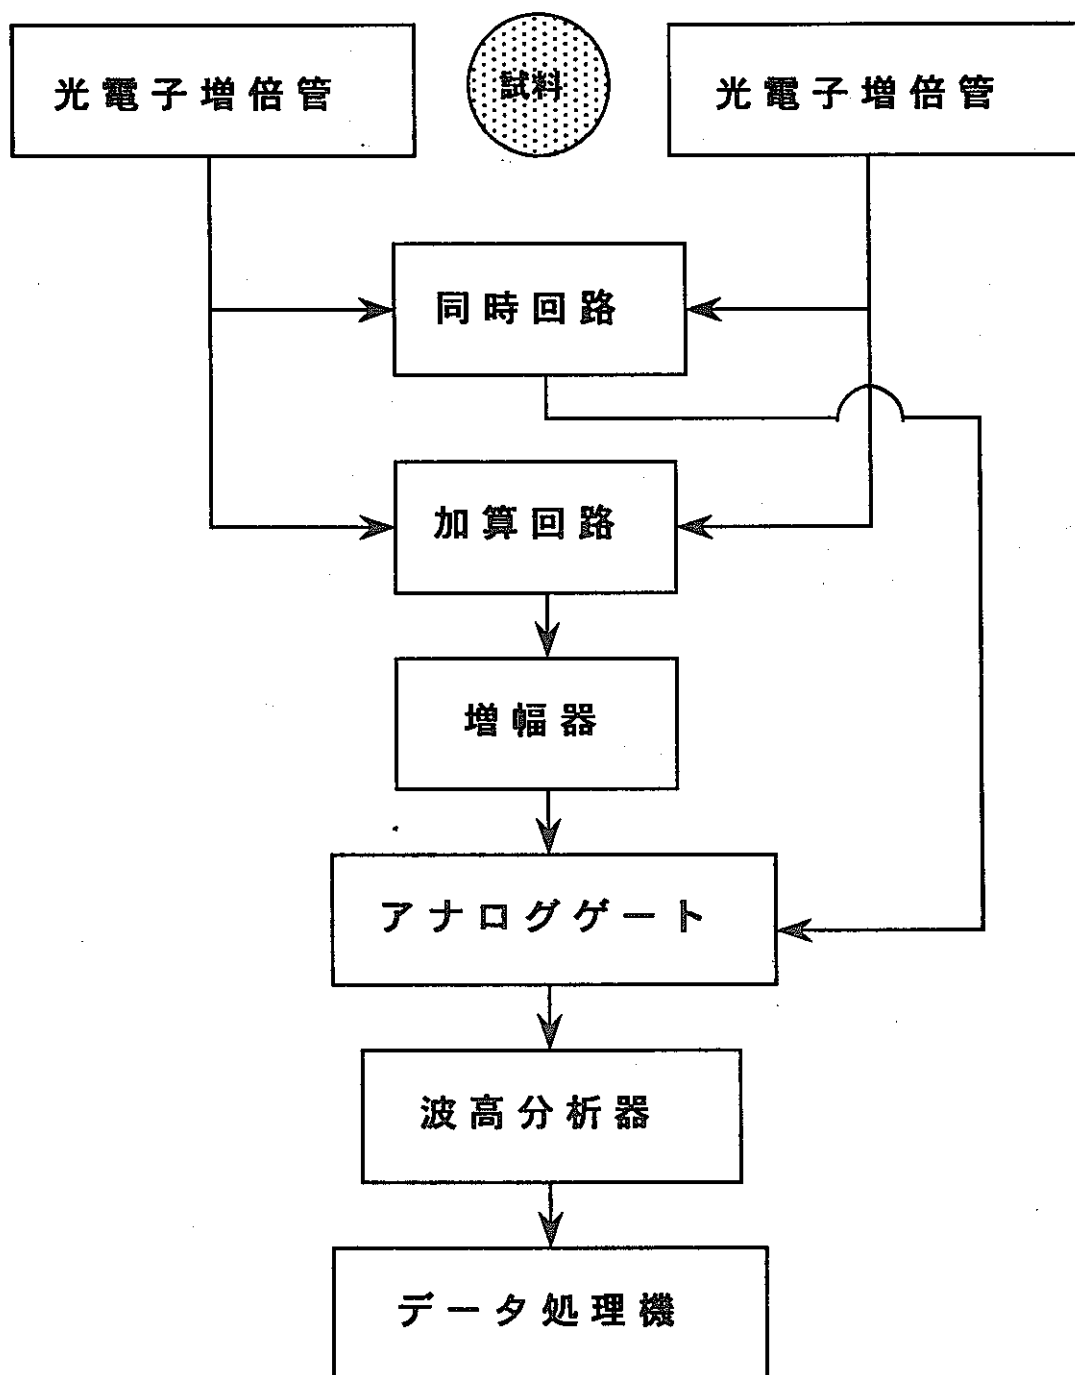 光電子増倍管
試料
光電子増倍管
同時回路
加算回路
増幅器
アナログゲート
波高分析器
データ処理機